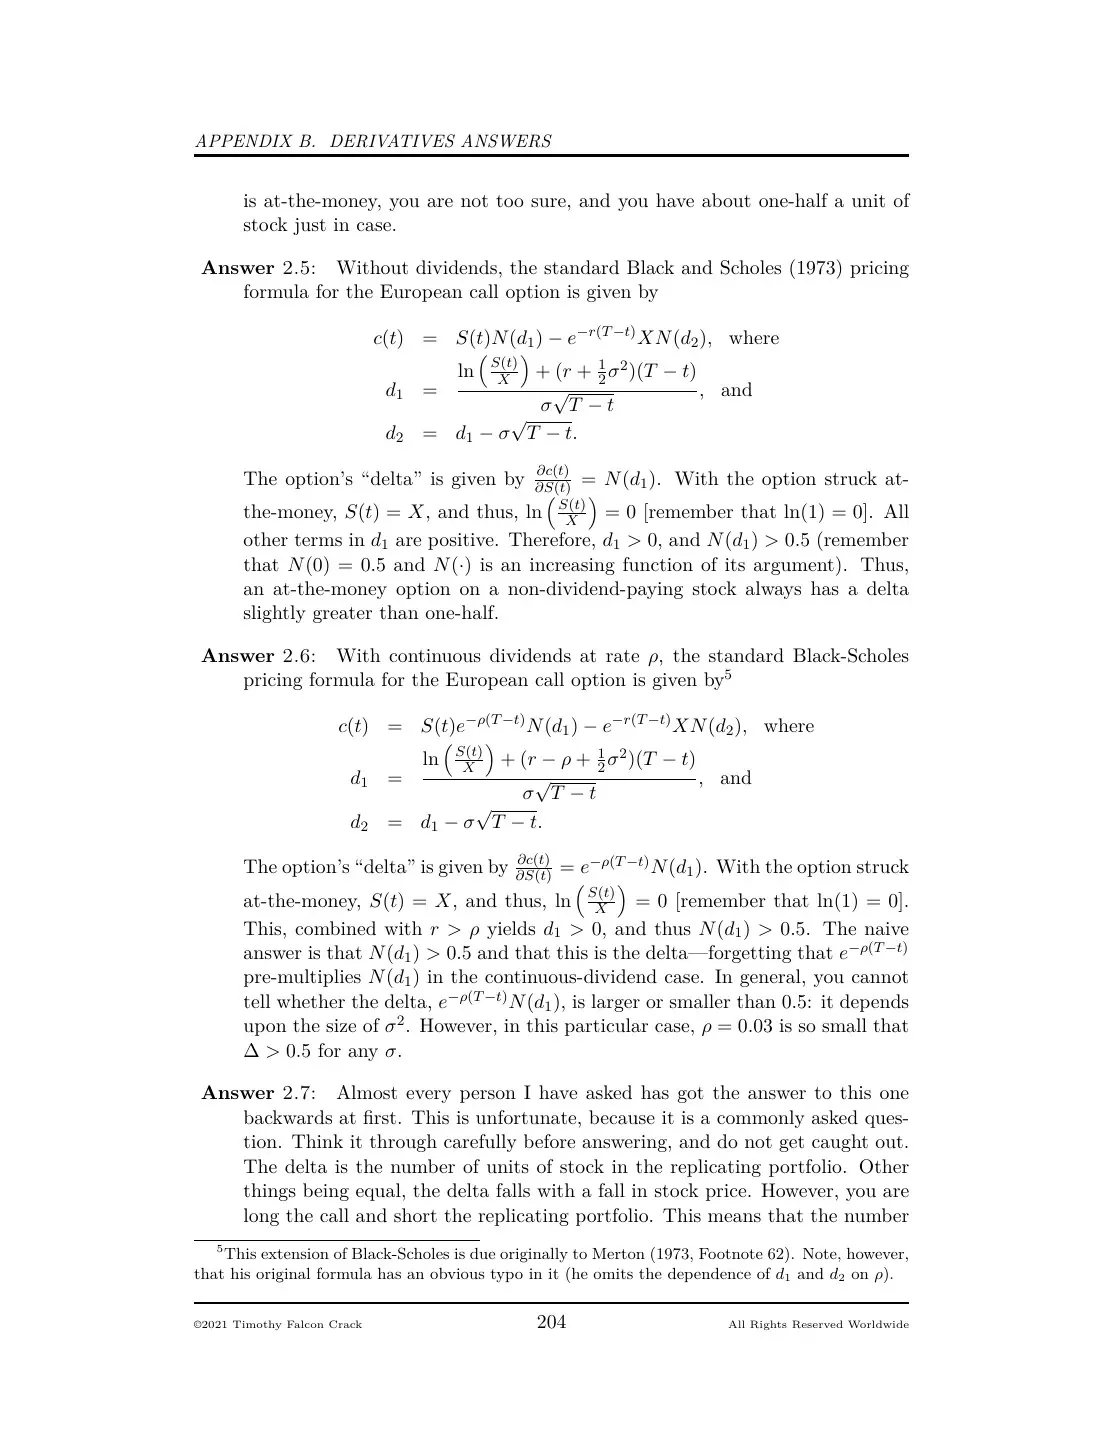 APPENDIX B. DERIVATIVES ANSWERS
is at-the-money, you are not too sure, and you have about one-half a unit of
stock just in case.
Answer 2.5: Without dividends, the standard Black and Scholes (1973) pricing
formula for the European call option is given by
c(t) = S(t)N(d₁) − e^{−r(T−t)}XN(d₂), where
d₁ = \frac{ln(\frac{S(t)}{X}) + (r + \frac{1}{2}σ²)(T − t)}{σ√(T − t)}, and
d₂ = d₁ − σ√(T − t).
The option's “delta” is given by \frac{∂c(t)}{∂S(t)} = N(d₁). With the option struck at-
the-money, S(t) = X, and thus, ln(\frac{S(t)}{X}) = 0 [remember that ln(1) = 0]. All
other terms in d₁ are positive. Therefore, d₁ > 0, and N(d₁) > 0.5 (remember
that N(0) = 0.5 and N(·) is an increasing function of its argument). Thus,
an at-the-money option on a non-dividend-paying stock always has a delta
slightly greater than one-half.
Answer 2.6: With continuous dividends at rate ρ, the standard Black-Scholes
pricing formula for the European call option is given by⁵
c(t) = S(t)e^{−ρ(T−t)}N(d₁) − e^{−r(T−t)}XN(d₂), where
d₁ = \frac{ln(\frac{S(t)}{X}) + (r − ρ + \frac{1}{2}σ²)(T − t)}{σ√(T − t)}, and
d₂ = d₁ − σ√(T − t).
The option's “delta” is given by \frac{∂c(t)}{∂S(t)} = e^{−ρ(T−t)}N(d₁). With the option struck
at-the-money, S(t) = X, and thus, ln(\frac{S(t)}{X}) = 0 [remember that ln(1) = 0].
This, combined with r > ρ yields d₁ > 0, and thus N(d₁) > 0.5. The naive
answer is that N(d₁) > 0.5 and that this is the delta—forgetting that e^{−ρ(T−t)}
pre-multiplies N(d₁) in the continuous-dividend case. In general, you cannot
tell whether the delta, e^{−ρ(T−t)}N(d₁), is larger or smaller than 0.5: it depends
upon the size of σ². However, in this particular case, ρ = 0.03 is so small that
Δ > 0.5 for any σ.
Answer 2.7: Almost every person I have asked has got the answer to this one
backwards at first. This is unfortunate, because it is a commonly asked ques-
tion. Think it through carefully before answering, and do not get caught out.
The delta is the number of units of stock in the replicating portfolio. Other
things being equal, the delta falls with a fall in stock price. However, you are
long the call and short the replicating portfolio. This means that the number
⁵This extension of Black-Scholes is due originally to Merton (1973, Footnote 62). Note, however,
that his original formula has an obvious typo in it (he omits the dependence of d₁ and d₂ on ρ).
©2021 Timothy Falcon Crack 204 All Rights Reserved Worldwide